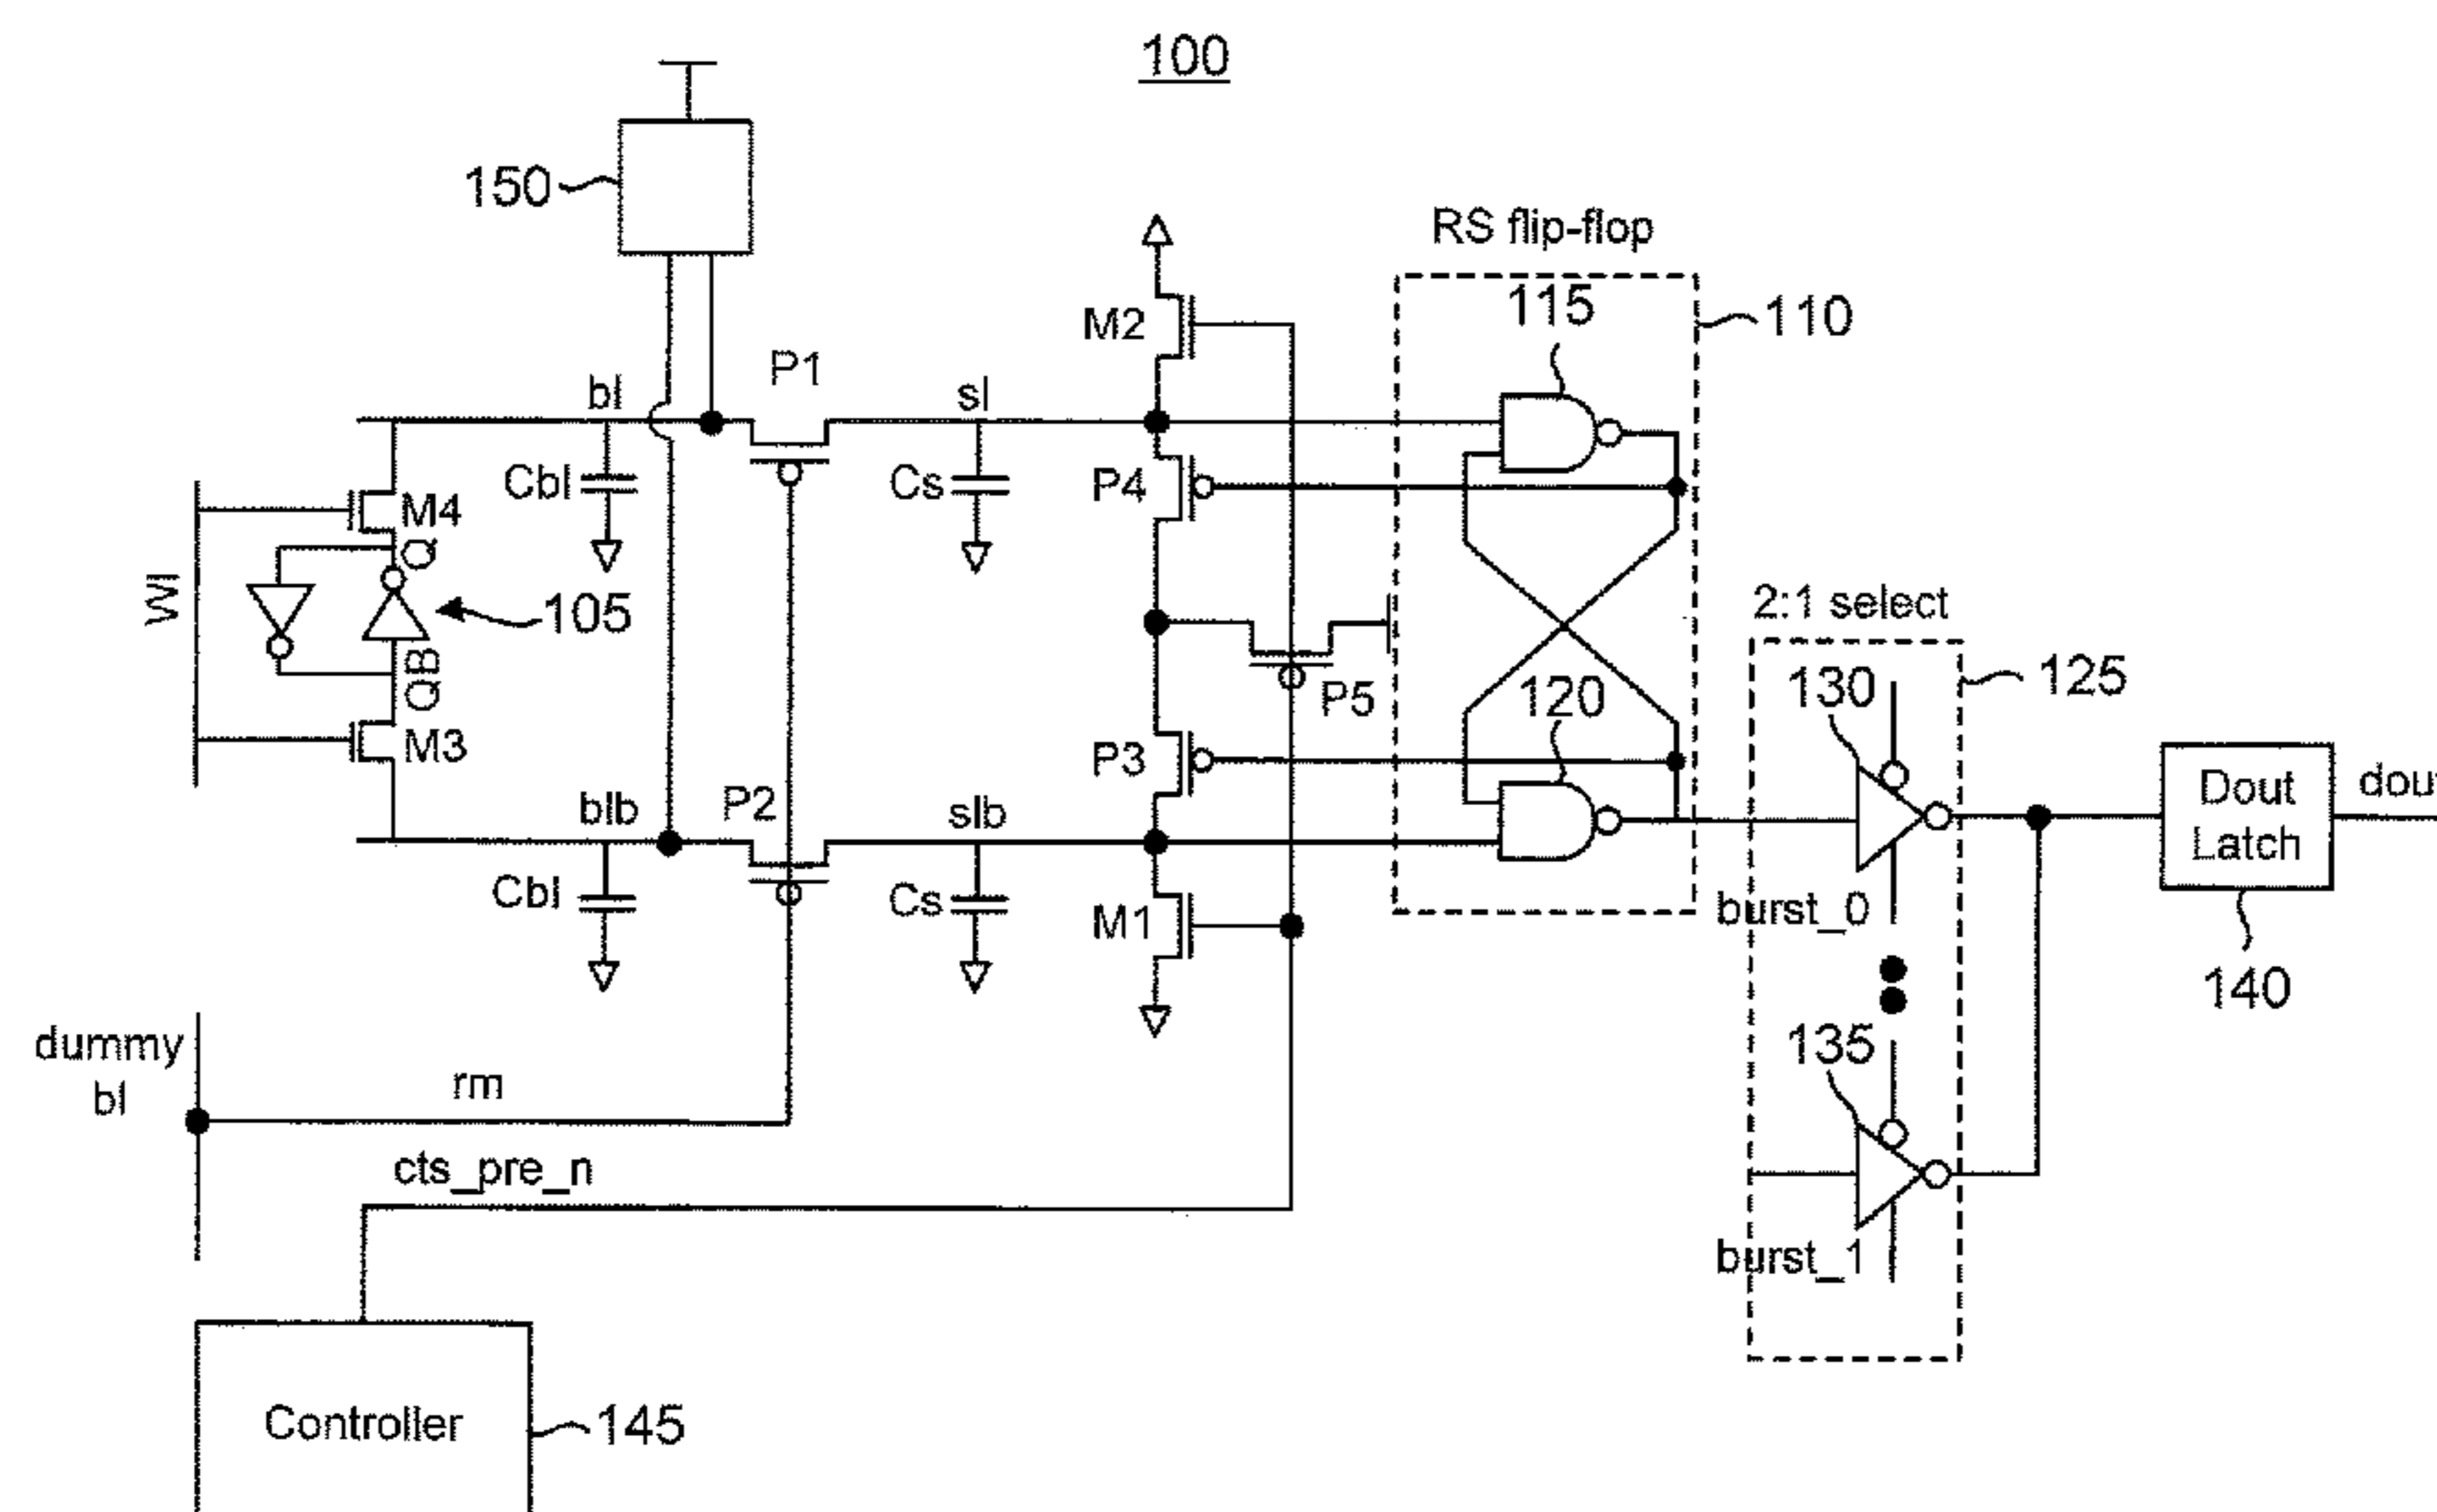 100
150
RS flip-flop
115
110
M2
P1
bl
sl
Cbl
Cs
P4
M4
Q
Wl
105
QB
M3
P5
120
2:1 select
130
125
P3
blb
P2
slb
Dout
Latch
dout
Cbl
Cs
M1
burst_0
140
dummy
bl
rm
135
cts_pre_n
burst_1
Controller
145